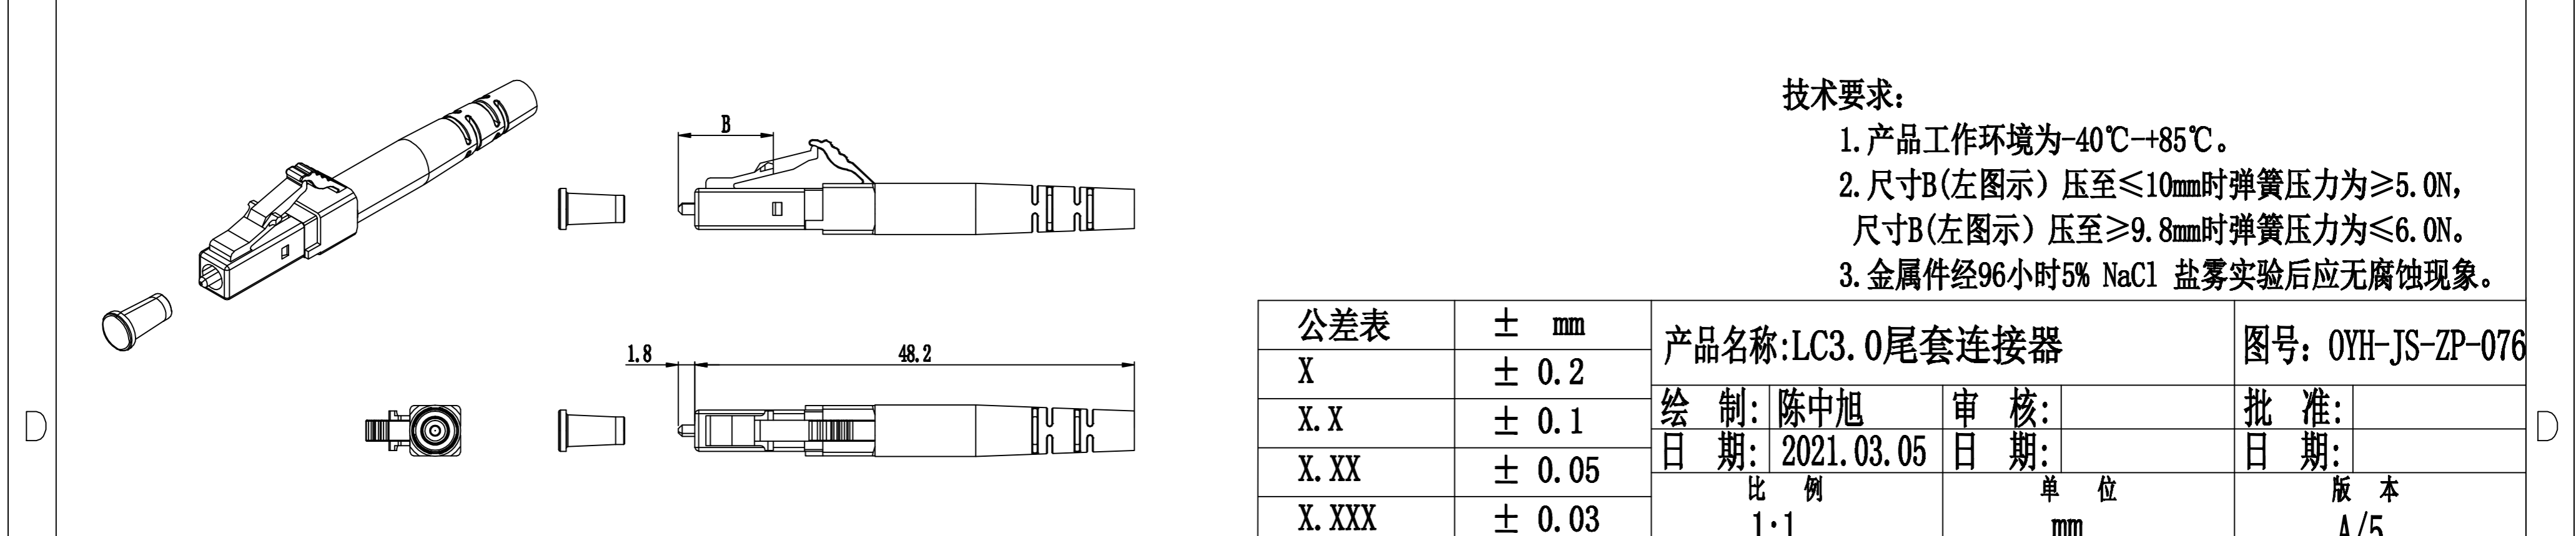 技术要求：
1.产品工作环境为-40℃-+85℃。
2.尺寸B(左图示）压至≤10mm时弹簧压力为≥5.0N，
尺寸B(左图示）压至≥9.8mm时弹簧压力为≤6.0N。
3.金属件经96小时5% NaCl 盐雾实验后应无腐蚀现象。
B
1.8 48.2
D
D
公差表 ± mm
X ± 0.2
X.X ± 0.1
X.XX ± 0.05
X.XXX ± 0.03
产品名称:LC3.0尾套连接器 图号：OYH-JS-ZP-076
绘 制: 陈中旭 审 核: 批 准:
日 期: 2021.03.05 日 期: 日 期:
比 例 单 位 版 本
1:1 mm A/5